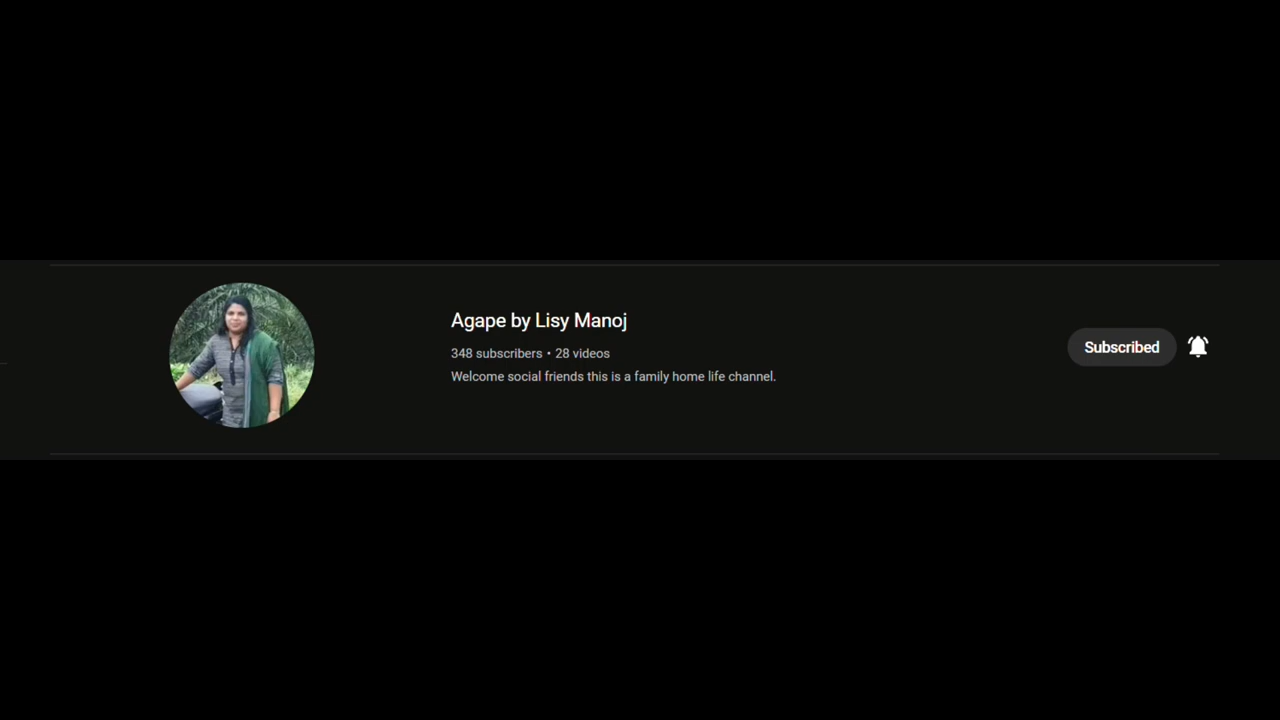 Agape by Lisy Manoj
348 subscribers • 28 videos
Welcome social friends this is a family home life channel.
Subscribed